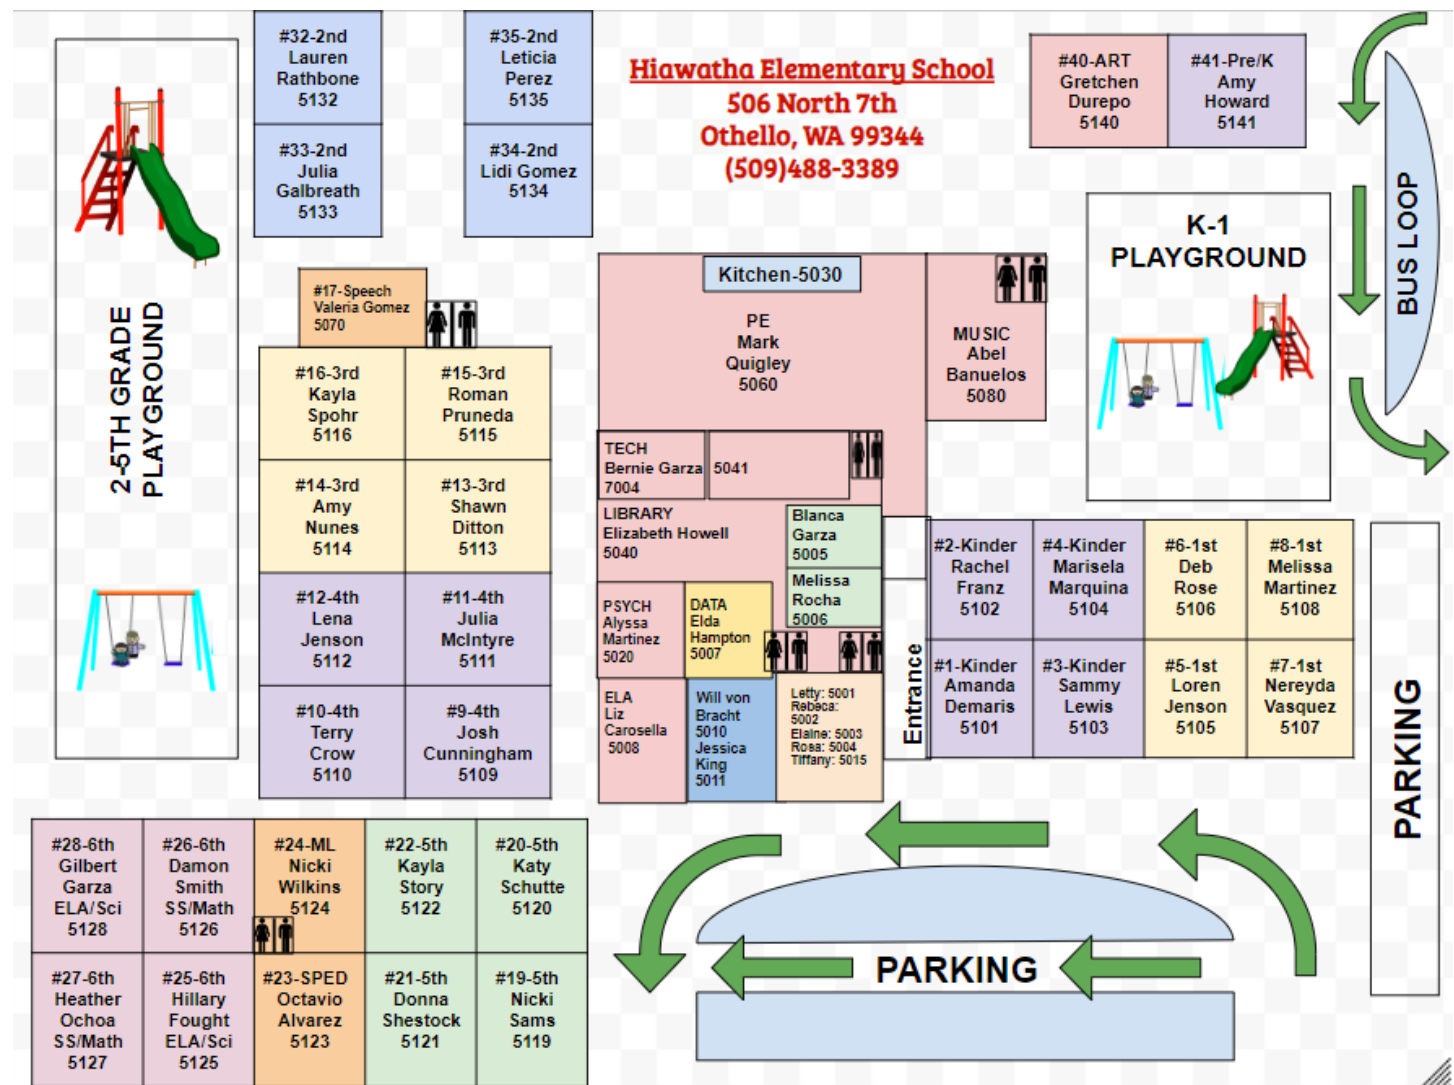 #32-2nd
Lauren
Rathbone
5132
#33-2nd
Julia
Galbreath
5133
#35-2nd
Leticia
Perez
5135
#34-2nd
Lidi Gomez
5134
Hiawatha Elementary School
506 North 7th
Othello, WA 99344
(509)488-3389
#40-ART
Gretchen
Durepo
5140
#41-Pre/K
Amy
Howard
5141
BUS LOOP
K-1
PLAYGROUND
2-5TH GRADE
PLAYGROUND
#17-Speech
Valeria Gomez
5070
#16-3rd
Kayla
Spohr
5116
#15-3rd
Roman
Pruneda
5115
#14-3rd
Amy
Nunes
5114
#13-3rd
Shawn
Ditton
5113
#12-4th
Lena
Jenson
5112
#11-4th
Julia
McIntyre
5111
#10-4th
Terry
Crow
5110
#9-4th
Josh
Cunningham
5109
Kitchen-5030
PE
Mark
Quigley
5060
MUSIC
Abel
Banuelos
5080
TECH
Bernie Garza
7004
5041
LIBRARY
Elizabeth Howell
5040
Blanca
Garza
5005
Melissa
Rocha
5006
PSYCH
Alyssa
Martinez
5020
DATA
Elda
Hampton
5007
ELA
Liz
Carosella
5008
Will von
Bracht
5010
Jessica
King
5011
Letty: 5001
Rebeca:
5002
Elaine: 5003
Rosa: 5004
Tiffany: 5015
Entrance
#2-Kinder
Rachel
Franz
5102
#4-Kinder
Marisela
Marquina
5104
#6-1st
Deb
Rose
5106
#8-1st
Melissa
Martinez
5108
#1-Kinder
Amanda
Demaris
5101
#3-Kinder
Sammy
Lewis
5103
#5-1st
Loren
Jenson
5105
#7-1st
Nereyda
Vasquez
5107
PARKING
#28-6th
Gilbert
Garza
ELA/Sci
5128
#26-6th
Damon
Smith
SS/Math
5126
#24-ML
Nicki
Wilkins
5124
#22-5th
Kayla
Story
5122
#20-5th
Katy
Schutte
5120
#27-6th
Heather
Ochoa
SS/Math
5127
#25-6th
Hillary
Fought
ELA/Sci
5125
#23-SPED
Octavio
Alvarez
5123
#21-5th
Donna
Shestock
5121
#19-5th
Nicki
Sams
5119
PARKING